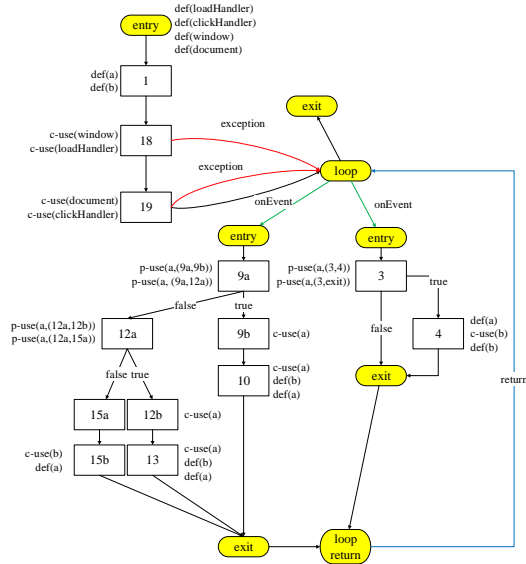 entry
def(loadHandler)
def(clickHandler)
def(window)
def(document)
def(a)
def(b)
1
exit
exception
c-use(window)
c-use(loadHandler)
18
exception
loop
c-use(document)
c-use(clickHandler)
19
onEvent
onEvent
entry
entry
p-use(a,(9a,9b))
p-use(a, (9a,12a))
9a
p-use(a,(3,4))
p-use(a,(3,exit)
3
true
false
true
p-use(a,(12a,12b))
p-use(a,(12a,15a))
12a
9b
c-use(a)
false
4
def(a)
c-use(b)
def(b)
false
true
10
c-use(a)
def(b)
def(a)
exit
return
15a
12b
c-use(a)
c-use(b)
def(a)
15b
13
c-use(a)
def(b)
def(a)
exit
loop
return